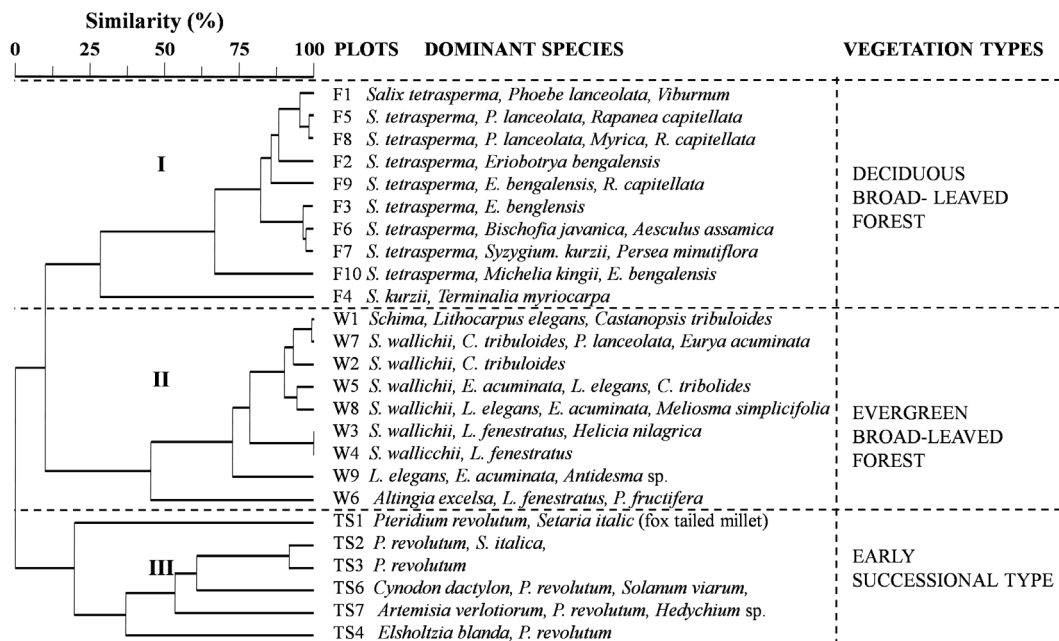 Similarity (%)
0 25 50 75 100 PLOTS DOMINANT SPECIES VEGETATION TYPES
I
F1 Salix tetrasperma, Phoebe lanceolata, Viburnum
F5 S. tetrasperma, P. lanceolata, Rapanea capitellata
F8 S. tetrasperma, P. lanceolata, Myrica, R. capitellata
F2 S. tetrasperma, Eriobotrya bengalensis
F9 S. tetrasperma, E. bengalensis, R. capitellata
F3 S. tetrasperma, E. benglensis
F6 S. tetrasperma, Bischofia javanica, Aesculus assamica
F7 S. tetrasperma, Syzygium. kurzii, Persea minutiflora
F10 S. tetrasperma, Michelia kingii, E. bengalensis
F4 S. kurzii, Terminalia myriocarpa
DECIDUOUS
BROAD- LEAVED
FOREST
II
W1 Schima, Lithocarpus elegans, Castanopsis tribuloides
W7 S. wallichii, C. tribuloides, P. lanceolata, Eurya acuminata
W2 S. wallichii, C. tribuloides
W5 S. wallichii, E. acuminata, L. elegans, C. tribolides
W8 S. wallichii, L. elegans, E. acuminata, Meliosma simplicifolia
W3 S. wallichii, L. fenestratus, Helicia nilagrica
W4 S. wallicchii, L. fenestratus
W9 L. elegans, E. acuminata, Antidesma sp.
W6 Altingia excelsa, L. fenestratus, P. fructifera
EVERGREEN
BROAD-LEAVED
FOREST
III
TS1 Pteridium revolutum, Setaria italic (fox tailed millet)
TS2 P. revolutum, S. italica,
TS3 P. revolutum
TS6 Cynodon dactylon, P. revolutum, Solanum viarum,
TS7 Artemisia verlotiorum, P. revolutum, Hedychium sp.
TS4 Elsholtzia blanda, P. revolutum
EARLY
SUCCESSIONAL TYPE